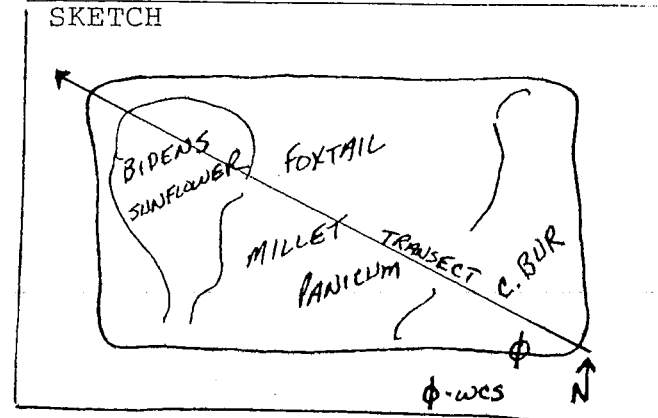 SKETCH
BIDENS
SUNFLOWER
FOXTAIL
MILLET
PANICUM
TRANSECT
C. BUR
ϕ
ϕ-WCS
N